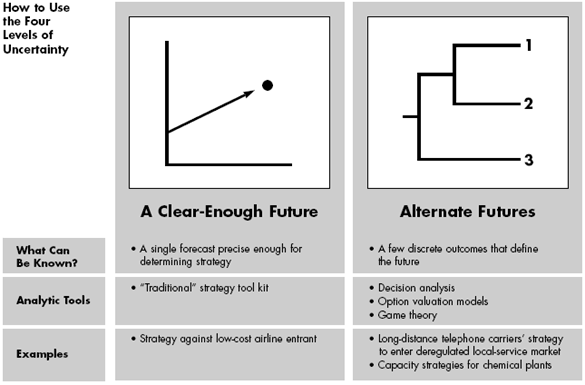 How to Use
the Four
Levels of
Uncertainty
1
2
3
A Clear-Enough Future
Alternate Futures
What Can
Be Known?
• A single forecast precise enough for
determining strategy
• A few discrete outcomes that define
the future
Analytic Tools
• “Traditional” strategy tool kit
• Decision analysis
• Option valuation models
• Game theory
Examples
• Strategy against low-cost airline entrant
• Long-distance telephone carriers’ strategy
to enter deregulated local-service market
• Capacity strategies for chemical plants